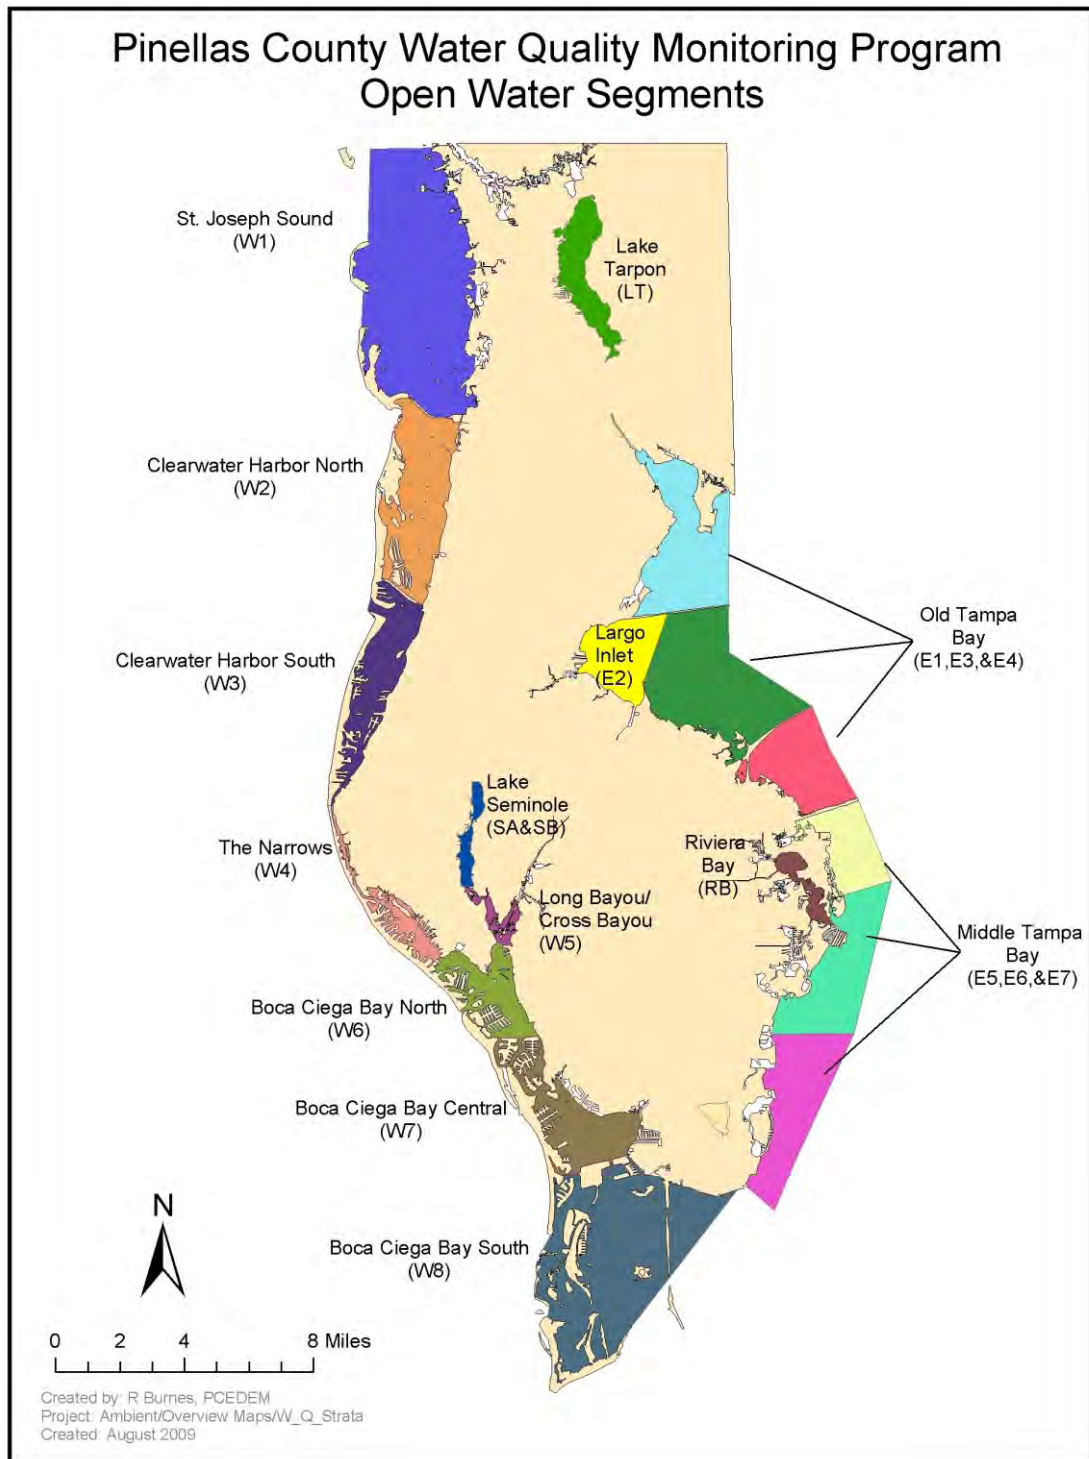 Pinellas County Water Quality Monitoring Program
Open Water Segments
St. Joseph Sound
(W1)
Lake
Tarpon
(LT)
Clearwater Harbor North
(W2)
Old Tampa
Bay
(E1,E3,&E4)
Largo
Inlet
(E2)
Clearwater Harbor South
(W3)
Lake
Seminole
(SA&SB)
The Narrows
(W4)
Riviera
Bay
(RB)
Long Bayou/
Cross Bayou
(W5)
Middle Tampa
Bay
(E5,E6,&E7)
Boca Ciega Bay North
(W6)
Boca Ciega Bay Central
(W7)
Boca Ciega Bay South
(W8)
N
0 2 4 8 Miles
Created by: R Burnes, PCEDEM
Project: Ambient/Overview Maps/W_Q_Strata
Created: August 2009